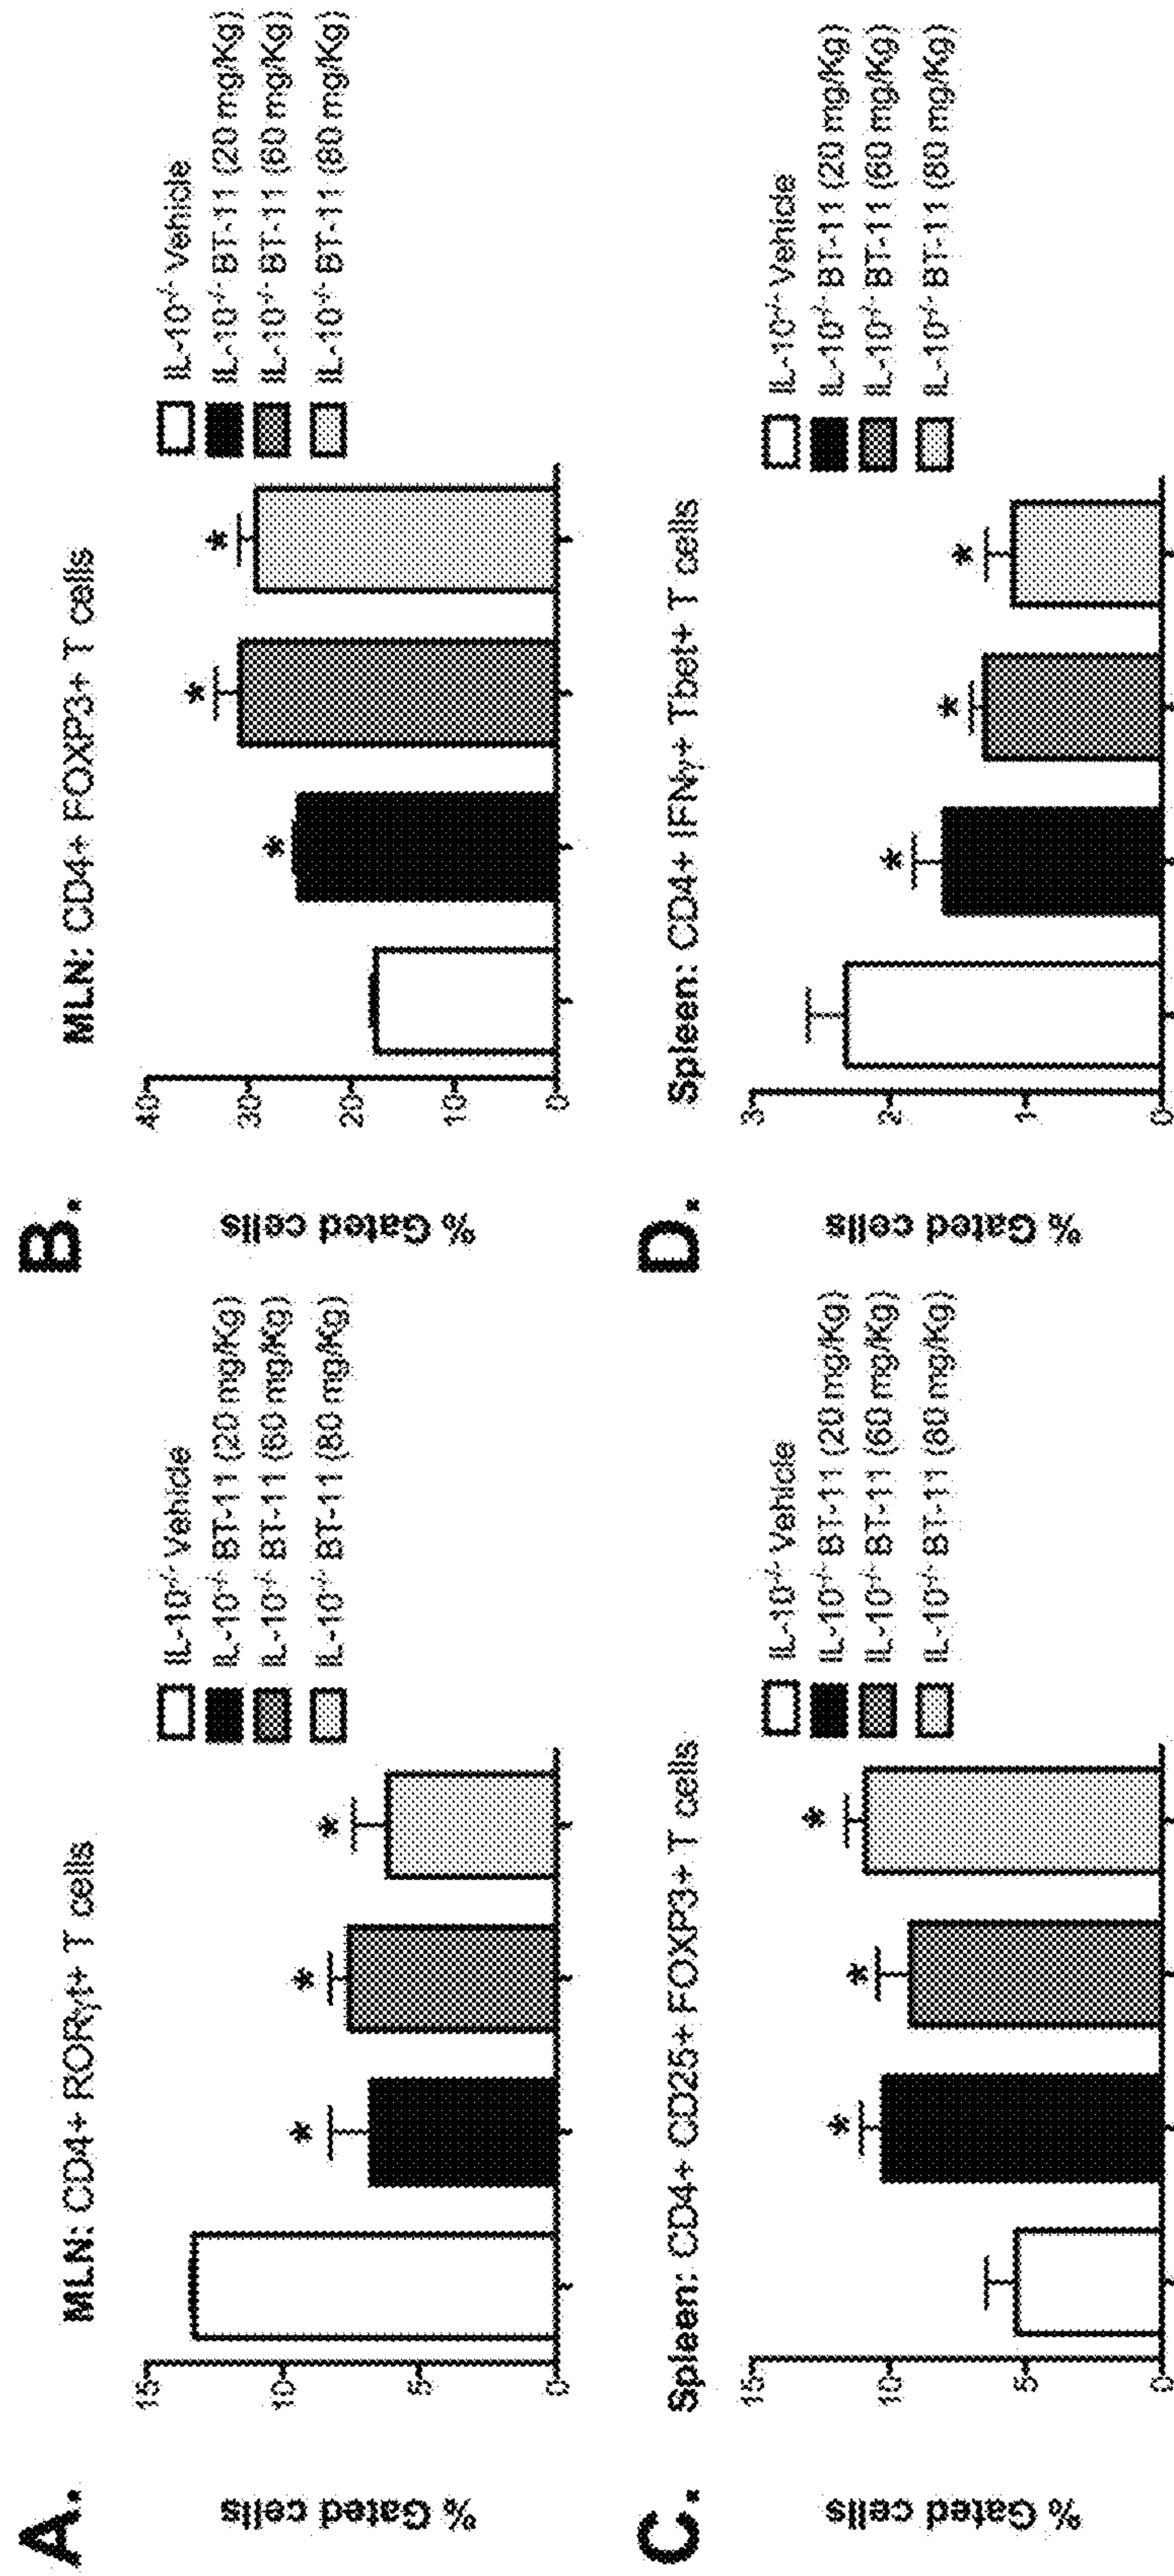 A.
MLN: CD4+ RORγt+ T cells
% Gated cells
15
10
5
0
*
*
*
IL-10-/- Vehicle
IL-10-/- BT-11 (20 mg/Kg)
IL-10-/- BT-11 (60 mg/Kg)
IL-10-/- BT-11 (80 mg/Kg)
B.
MLN: CD4+ FOXP3+ T cells
% Gated cells
40
30
20
10
0
*
*
*
IL-10-/- Vehicle
IL-10-/- BT-11 (20 mg/Kg)
IL-10-/- BT-11 (60 mg/Kg)
IL-10-/- BT-11 (80 mg/Kg)
C.
Spleen: CD4+ CD25+ FOXP3+ T cells
% Gated cells
15
10
5
0
*
*
*
IL-10-/- Vehicle
IL-10-/- BT-11 (20 mg/Kg)
IL-10-/- BT-11 (60 mg/Kg)
IL-10-/- BT-11 (80 mg/Kg)
D.
Spleen: CD4+ IFNγ+ Tbet+ T cells
% Gated cells
3
2
1
0
*
*
*
IL-10-/- Vehicle
IL-10-/- BT-11 (20 mg/Kg)
IL-10-/- BT-11 (60 mg/Kg)
IL-10-/- BT-11 (80 mg/Kg)